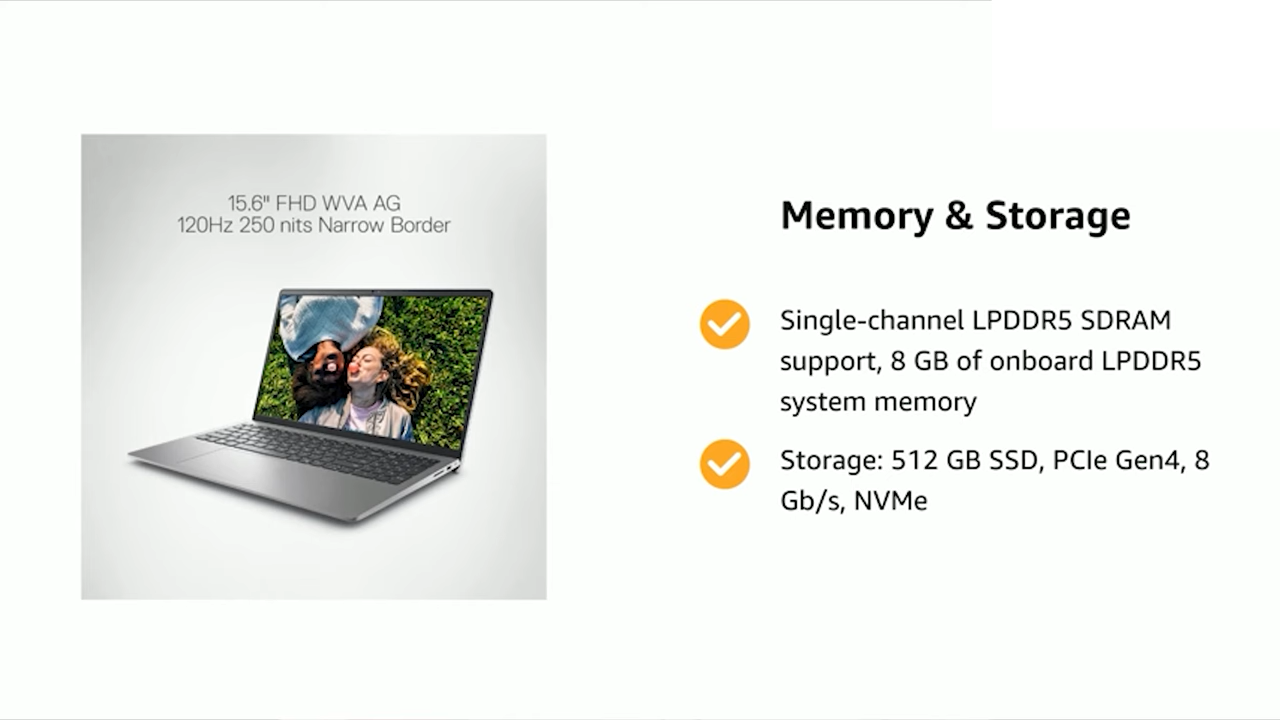 15.6" FHD WVA AG
120Hz 250 nits Narrow Border
Memory & Storage
Single-channel LPDDR5 SDRAM
support, 8 GB of onboard LPDDR5
system memory
Storage: 512 GB SSD, PCIe Gen4, 8
Gb/s, NVMe